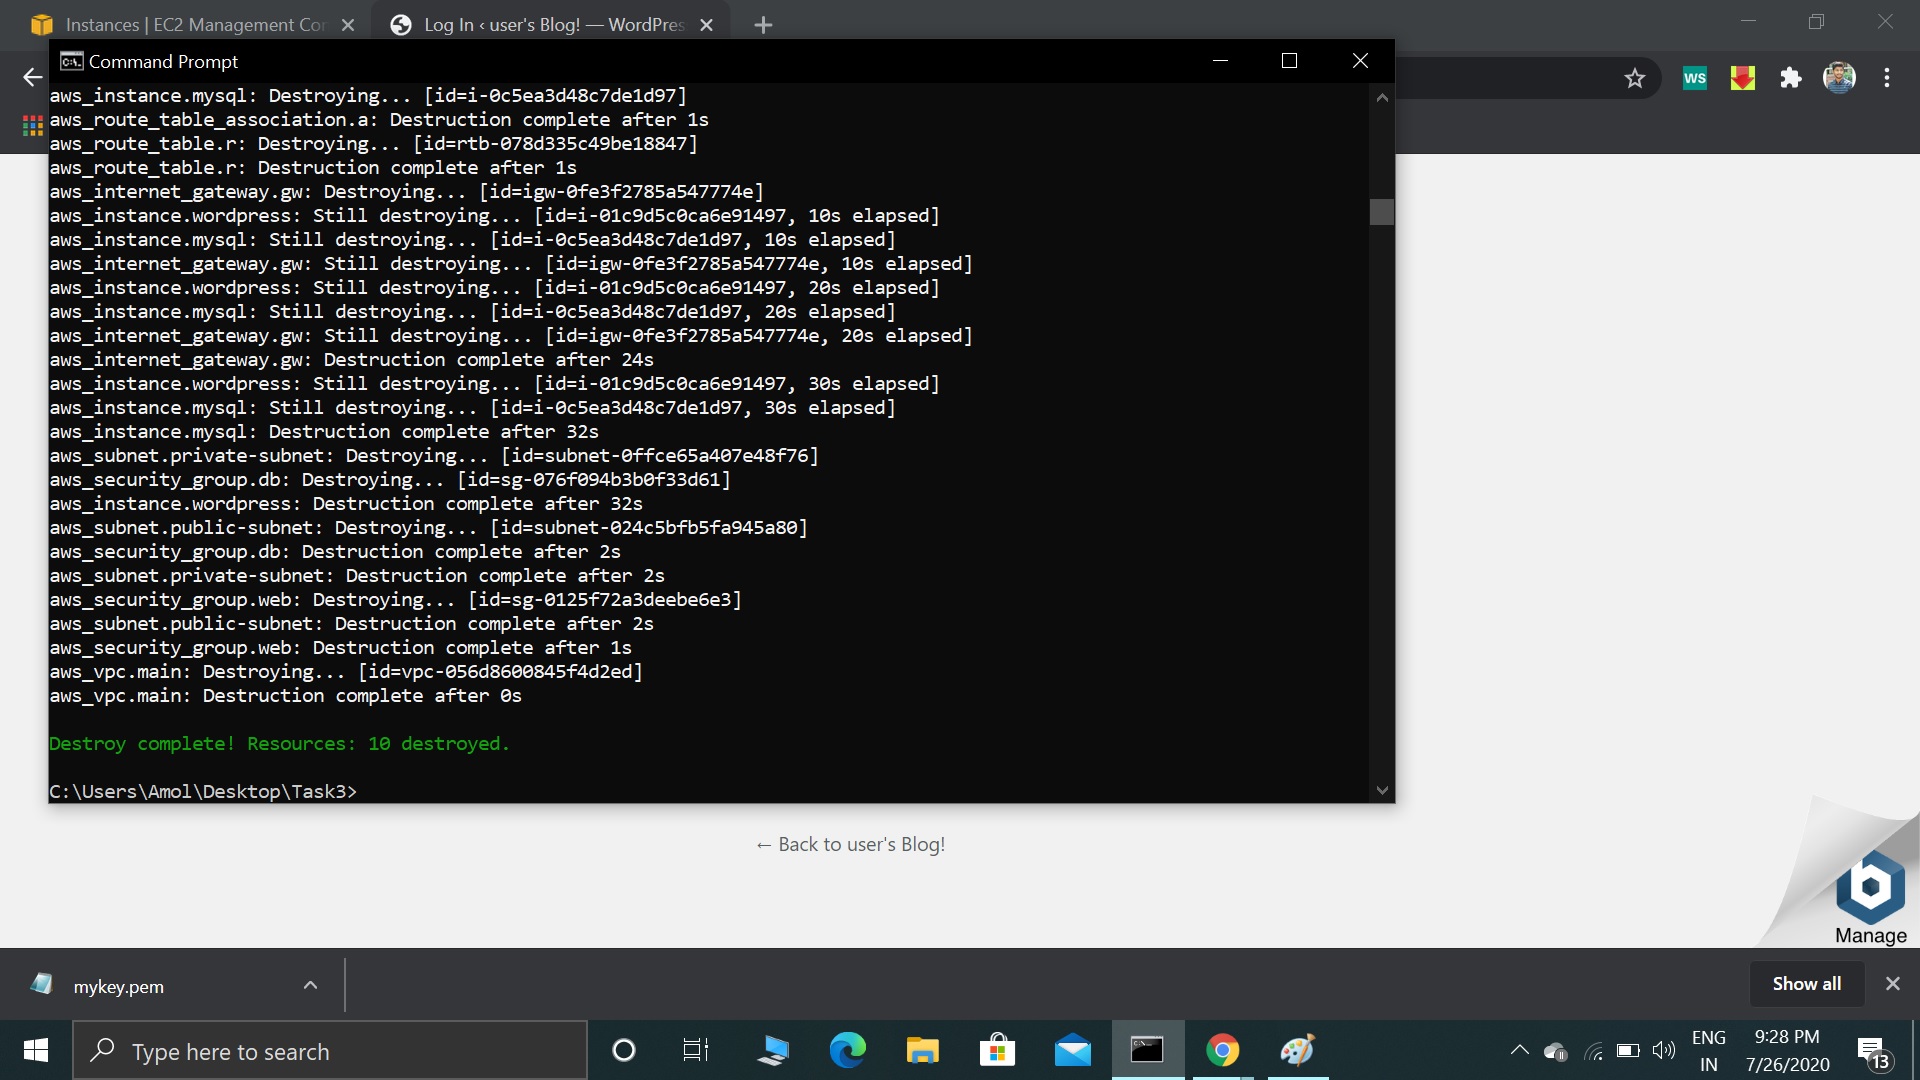 Instances | EC2 Management Con
Log In ‹ user's Blog! — WordPres
Command Prompt
WS
aws_instance.mysql: Destroying... [id=i-0c5ea3d48c7de1d97]
aws_route_table_association.a: Destruction complete after 1s
aws_route_table.r: Destroying... [id=rtb-078d335c49be18847]
aws_route_table.r: Destruction complete after 1s
aws_internet_gateway.gw: Destroying... [id=igw-0fe3f2785a547774e]
aws_instance.wordpress: Still destroying... [id=i-01c9d5c0ca6e91497, 10s elapsed]
aws_instance.mysql: Still destroying... [id=i-0c5ea3d48c7de1d97, 10s elapsed]
aws_internet_gateway.gw: Still destroying... [id=igw-0fe3f2785a547774e, 10s elapsed]
aws_instance.wordpress: Still destroying... [id=i-01c9d5c0ca6e91497, 20s elapsed]
aws_instance.mysql: Still destroying... [id=i-0c5ea3d48c7de1d97, 20s elapsed]
aws_internet_gateway.gw: Still destroying... [id=igw-0fe3f2785a547774e, 20s elapsed]
aws_internet_gateway.gw: Destruction complete after 24s
aws_instance.wordpress: Still destroying... [id=i-01c9d5c0ca6e91497, 30s elapsed]
aws_instance.mysql: Still destroying... [id=i-0c5ea3d48c7de1d97, 30s elapsed]
aws_instance.mysql: Destruction complete after 32s
aws_subnet.private-subnet: Destroying... [id=subnet-0ffce65a407e48f76]
aws_security_group.db: Destroying... [id=sg-076f094b3b0f33d61]
aws_instance.wordpress: Destruction complete after 32s
aws_subnet.public-subnet: Destroying... [id=subnet-024c5bfb5fa945a80]
aws_security_group.db: Destruction complete after 2s
aws_subnet.private-subnet: Destruction complete after 2s
aws_security_group.web: Destroying... [id=sg-0125f72a3deebe6e3]
aws_subnet.public-subnet: Destruction complete after 2s
aws_security_group.web: Destruction complete after 1s
aws_vpc.main: Destroying... [id=vpc-056d8600845f4d2ed]
aws_vpc.main: Destruction complete after 0s
Destroy complete! Resources: 10 destroyed.
C:\Users\Amol\Desktop\Task3>
← Back to user's Blog!
Manage
mykey.pem
Show all
Type here to search
ENG
IN
9:28 PM
7/26/2020
13